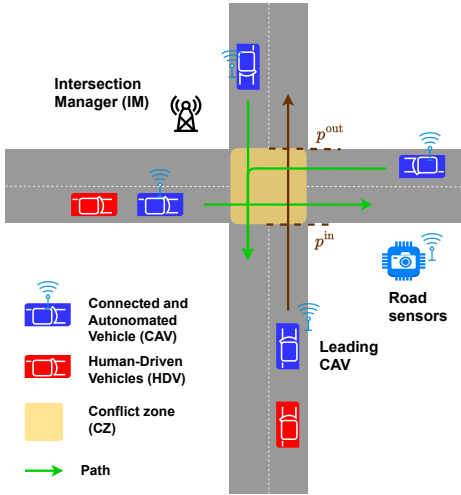 Intersection
Manager (IM)
p^out
p^in
Road
sensors
Leading
CAV
Connected and
Autonomated
Vehicle (CAV)
Human-Driven
Vehicles (HDV)
Conflict zone
(CZ)
Path